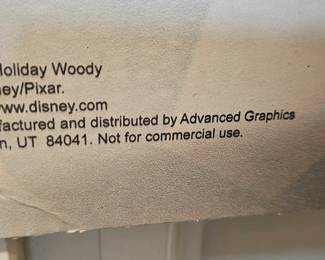 Holiday Woody
ney/Pixar.
www.disney.com
factured and distributed by Advanced Graphics
n, UT 84041. Not for commercial use.